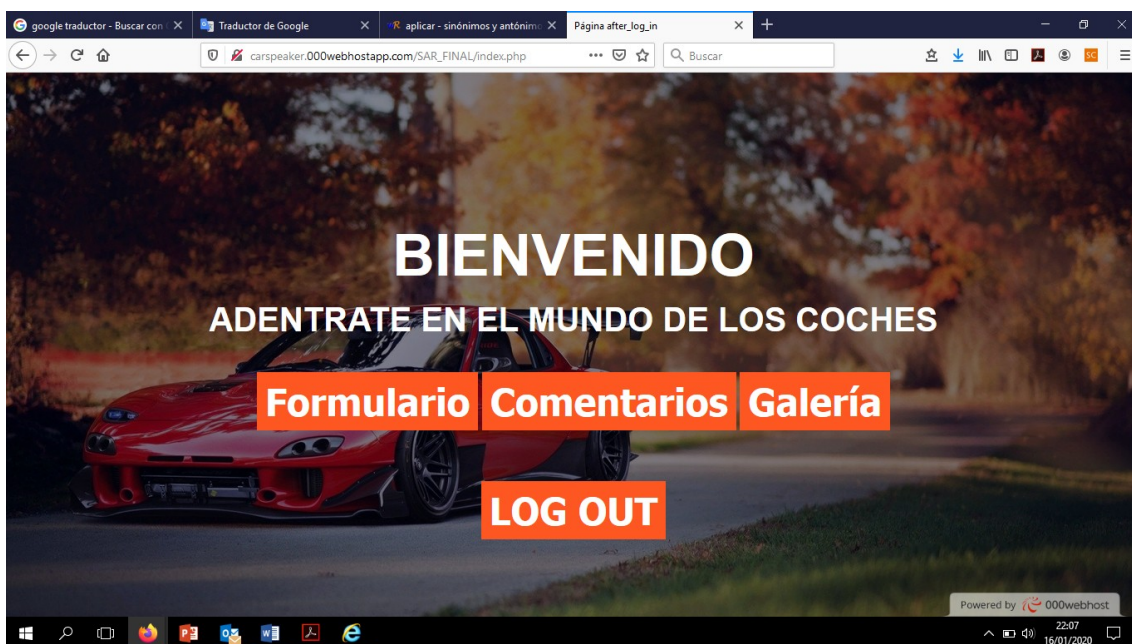 google traductor - Buscar con
Traductor de Google
aplicar - sinónimos y antónimo
Página after_log_in
carspeaker.000webhostapp.com/SAR_FINAL/index.php
Buscar
SC
BIENVENIDO
ADENTRATE EN EL MUNDO DE LOS COCHES
Formulario Comentarios Galería
LOG OUT
Powered by 000webhost
22:07
16/01/2020